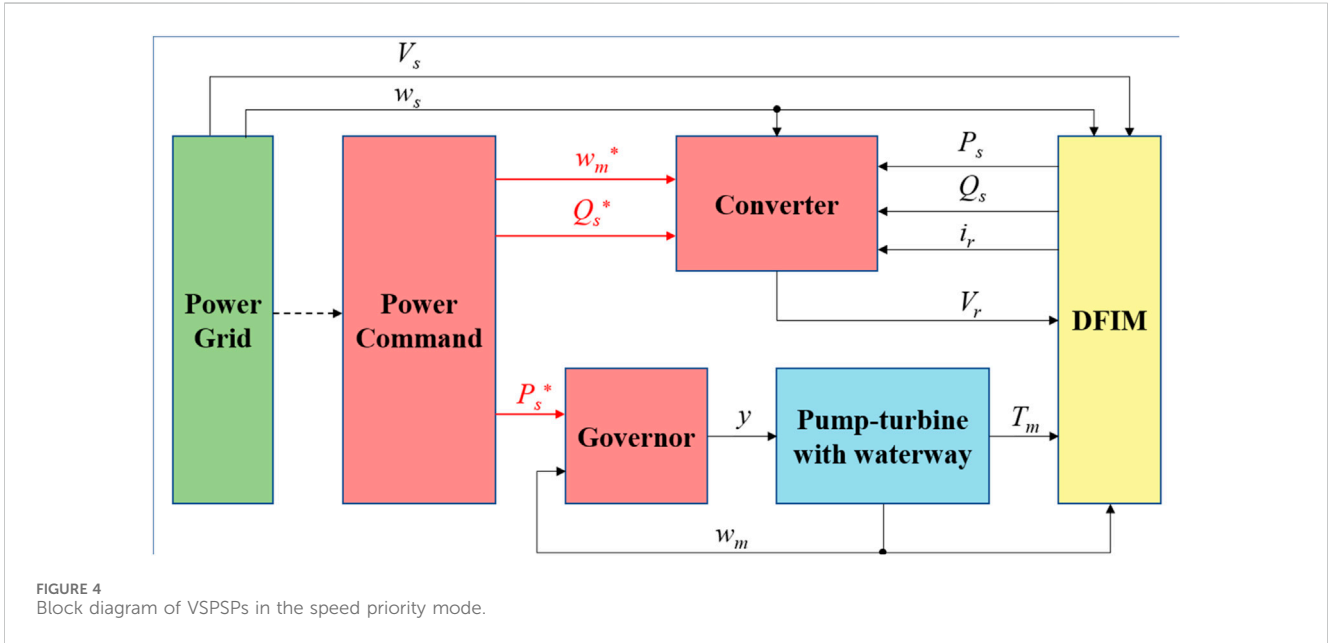 V_s
w_s
w_m*
Q_s*
P_s
Q_s
i_r
V_r
Converter
Power
Grid
Power
Command
DFIM
P_s*
Governor
y
Pump-turbine
with waterway
T_m
w_m
FIGURE 4
Block diagram of VSPSPs in the speed priority mode.